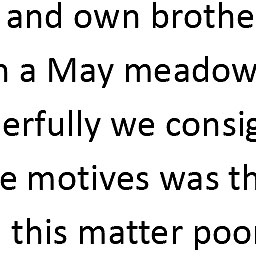 and own brothe
n a May meadow
erfully we consig
e motives was th
this matter poor